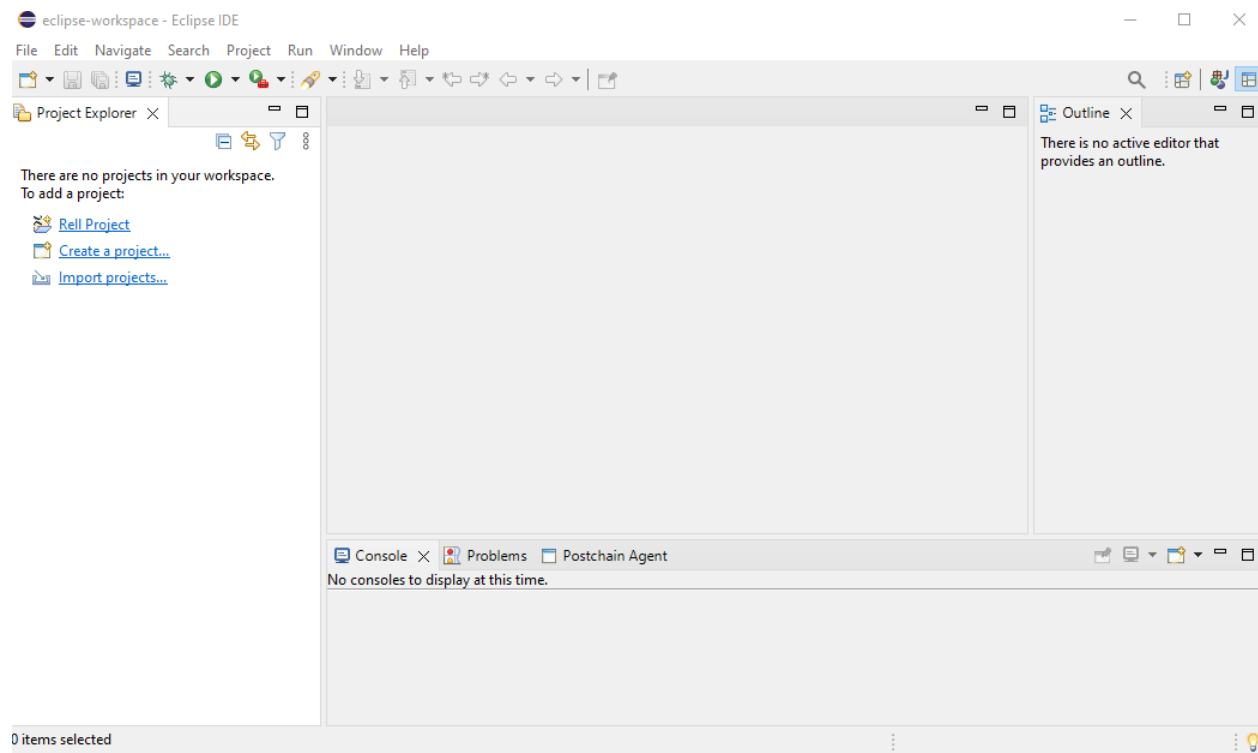 eclipse-workspace - Eclipse IDE
File Edit Navigate Search Project Run Window Help
Project Explorer
There are no projects in your workspace.
To add a project:
Rell Project
Create a project...
Import projects...
Outline
There is no active editor that
provides an outline.
Console Problems Postchain Agent
No consoles to display at this time.
0 items selected